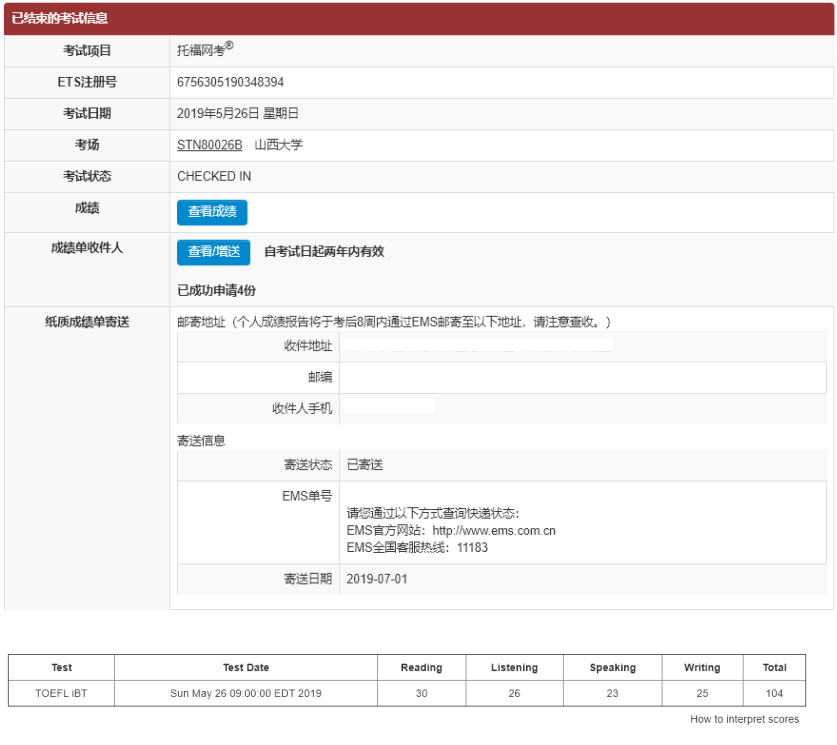 已结束的考试信息
考试项目 托福网考®
ETS注册号 6756305190348394
考试日期 2019年5月26日 星期日
考场 STN80026B 山西大学
考试状态 CHECKED IN
成绩 查看成绩
成绩单收件人 查看/增送 自考试日起两年内有效
已成功申请4份
纸质成绩单寄送 邮寄地址（个人成绩报告将于考后8周内通过EMS邮寄至以下地址，请注意查收。）
收件地址
邮编
收件人手机
寄送信息
寄送状态 已寄送
EMS单号
请您通过以下方式查询快递状态：
EMS官方网站：http://www.ems.com.cn
EMS全国客服热线：11183
寄送日期 2019-07-01
Test Test Date Reading Listening Speaking Writing Total
TOEFL iBT Sun May 26 09:00:00 EDT 2019 30 26 23 25 104
How to interpret scores